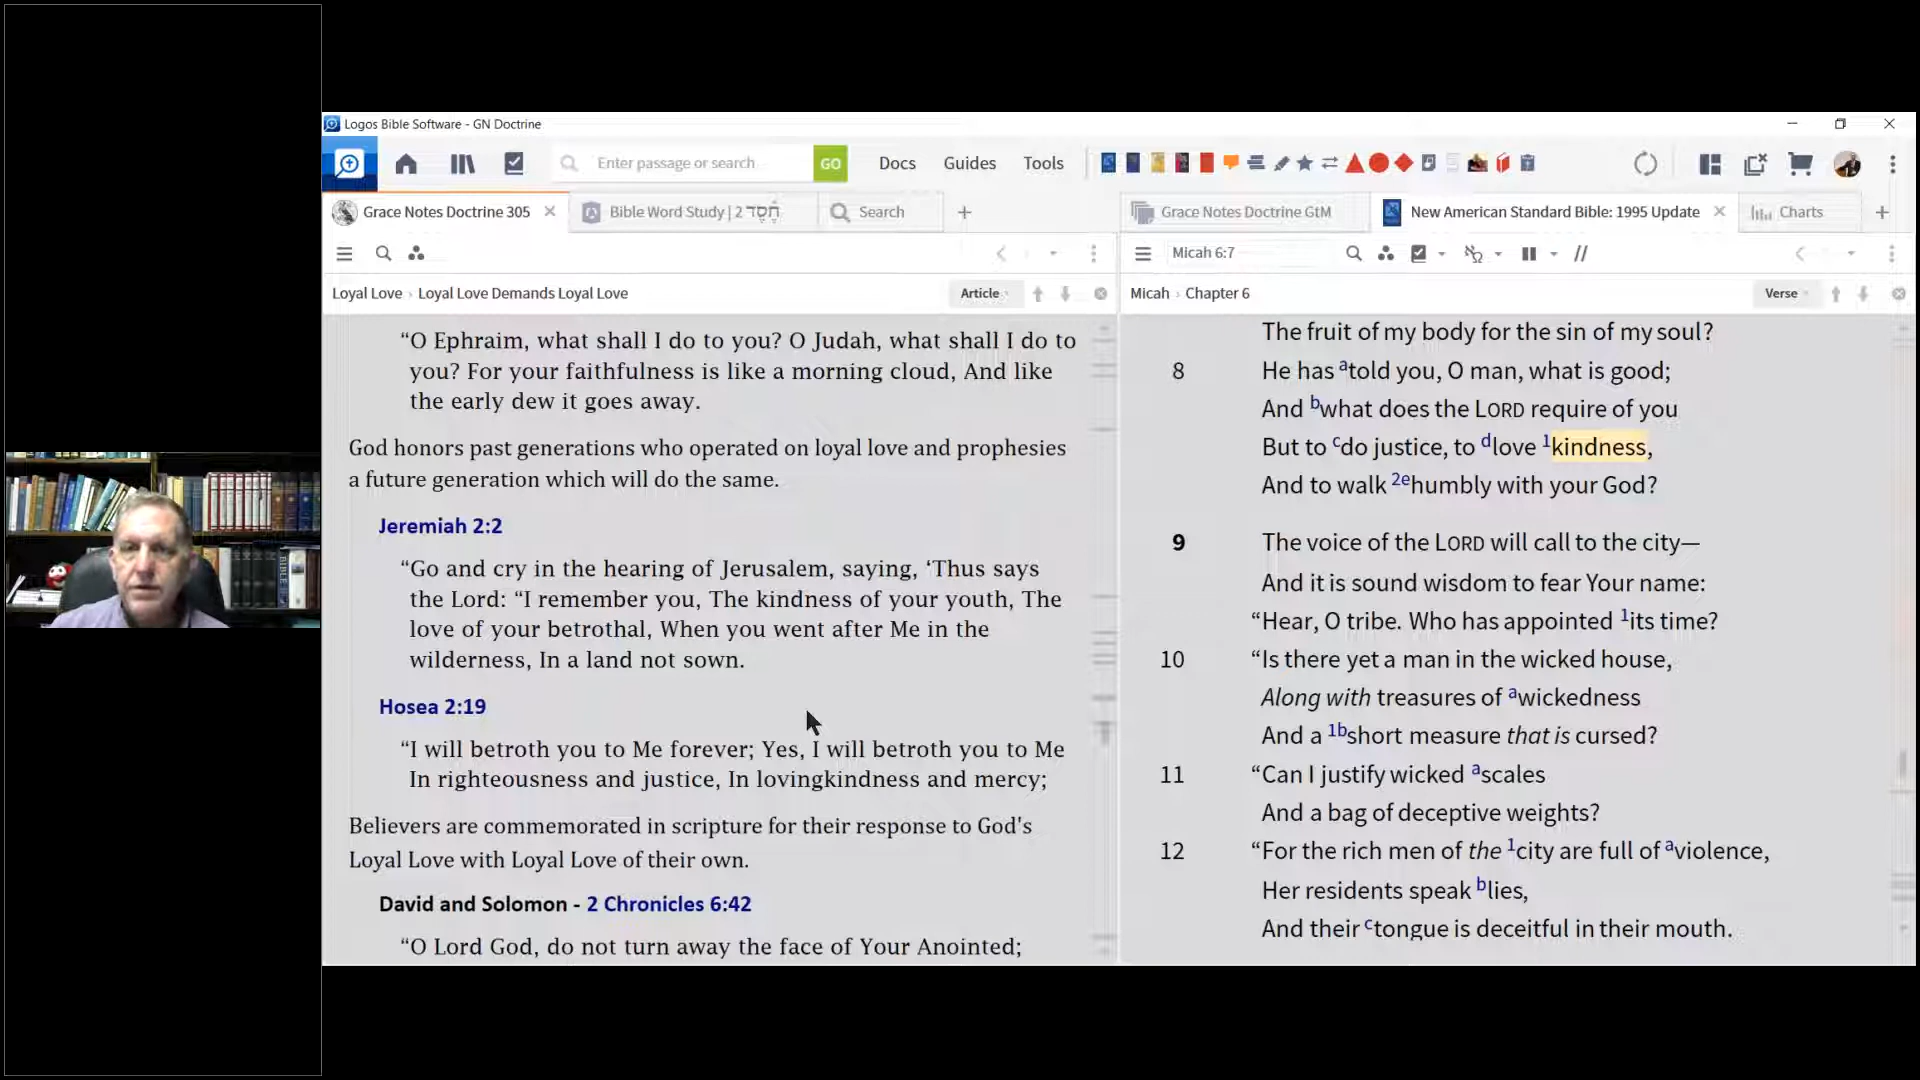 Logos Bible Software - GN Doctrine
Enter passage or search
GO
Docs
Guides
Tools
Grace Notes Doctrine 305
Bible Word Study | 2 חֶסֶד
Search
Loyal Love › Loyal Love Demands Loyal Love
Article
“O Ephraim, what shall I do to you? O Judah, what shall I do to
you? For your faithfulness is like a morning cloud, And like
the early dew it goes away.
God honors past generations who operated on loyal love and prophesies
a future generation which will do the same.
Jeremiah 2:2
“Go and cry in the hearing of Jerusalem, saying, ‘Thus says
the Lord: “I remember you, The kindness of your youth, The
love of your betrothal, When you went after Me in the
wilderness, In a land not sown.
Hosea 2:19
“I will betroth you to Me forever; Yes, I will betroth you to Me
In righteousness and justice, In lovingkindness and mercy;
Believers are commemorated in scripture for their response to God's
Loyal Love with Loyal Love of their own.
David and Solomon - 2 Chronicles 6:42
“O Lord God, do not turn away the face of Your Anointed;
Grace Notes Doctrine GtM
New American Standard Bible: 1995 Update
Charts
Micah 6:7
Micah › Chapter 6
Verse
The fruit of my body for the sin of my soul?
8 He has ᵃtold you, O man, what is good;
And ᵇwhat does the LORD require of you
But to ᶜdo justice, to ᵈlove ¹kindness,
And to walk ²ᵉhumbly with your God?
9 The voice of the LORD will call to the city—
And it is sound wisdom to fear Your name:
“Hear, O tribe. Who has appointed ¹its time?
10 “Is there yet a man in the wicked house,
Along with treasures of ᵃwickedness
And a ¹ᵇshort measure that is cursed?
11 “Can I justify wicked ᵃscales
And a bag of deceptive weights?
12 “For the rich men of the ¹city are full of ᵃviolence,
Her residents speak ᵇlies,
And their ᶜtongue is deceitful in their mouth.